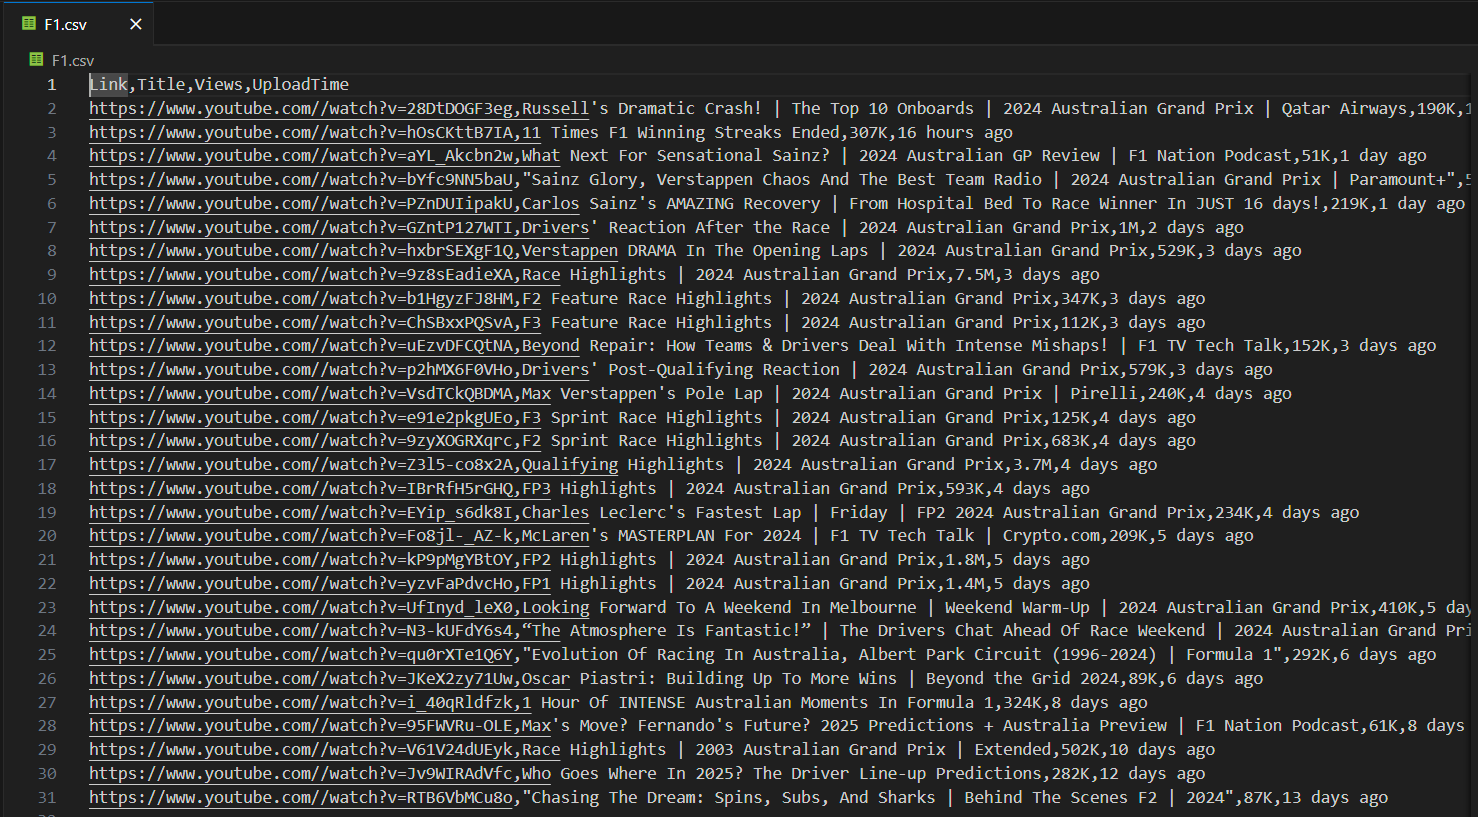 F1.csv
F1.csv
1 Link,Title,Views,UploadTime
2 https://www.youtube.com//watch?v=28DtDOGF3eg,Russell's Dramatic Crash! | The Top 10 Onboards | 2024 Australian Grand Prix | Qatar Airways,190K,1
3 https://www.youtube.com//watch?v=hOsCKttB7IA,11 Times F1 Winning Streaks Ended,307K,16 hours ago
4 https://www.youtube.com//watch?v=aYL_Akcbn2w,What Next For Sensational Sainz? | 2024 Australian GP Review | F1 Nation Podcast,51K,1 day ago
5 https://www.youtube.com//watch?v=bYfc9NN5baU,"Sainz Glory, Verstappen Chaos And The Best Team Radio | 2024 Australian Grand Prix | Paramount+",5
6 https://www.youtube.com//watch?v=PZnDUIipakU,Carlos Sainz's AMAZING Recovery | From Hospital Bed To Race Winner In JUST 16 days!,219K,1 day ago
7 https://www.youtube.com//watch?v=GZntP127WTI,Drivers' Reaction After the Race | 2024 Australian Grand Prix,1M,2 days ago
8 https://www.youtube.com//watch?v=hxbrSEXgF1Q,Verstappen DRAMA In The Opening Laps | 2024 Australian Grand Prix,529K,3 days ago
9 https://www.youtube.com//watch?v=9z8sEadieXA,Race Highlights | 2024 Australian Grand Prix,7.5M,3 days ago
10 https://www.youtube.com//watch?v=b1HgyzFJ8HM,F2 Feature Race Highlights | 2024 Australian Grand Prix,347K,3 days ago
11 https://www.youtube.com//watch?v=ChSBxxPQSvA,F3 Feature Race Highlights | 2024 Australian Grand Prix,112K,3 days ago
12 https://www.youtube.com//watch?v=uEzvDFCQtNA,Beyond Repair: How Teams & Drivers Deal With Intense Mishaps! | F1 TV Tech Talk,152K,3 days ago
13 https://www.youtube.com//watch?v=p2hMX6F0VHo,Drivers' Post-Qualifying Reaction | 2024 Australian Grand Prix,579K,3 days ago
14 https://www.youtube.com//watch?v=VsdTCkQBDMA,Max Verstappen's Pole Lap | 2024 Australian Grand Prix | Pirelli,240K,4 days ago
15 https://www.youtube.com//watch?v=e91e2pkgUEo,F3 Sprint Race Highlights | 2024 Australian Grand Prix,125K,4 days ago
16 https://www.youtube.com//watch?v=9zyXOGRXqrc,F2 Sprint Race Highlights | 2024 Australian Grand Prix,683K,4 days ago
17 https://www.youtube.com//watch?v=Z3l5-co8x2A,Qualifying Highlights | 2024 Australian Grand Prix,3.7M,4 days ago
18 https://www.youtube.com//watch?v=IBrRfH5rGHQ,FP3 Highlights | 2024 Australian Grand Prix,593K,4 days ago
19 https://www.youtube.com//watch?v=EYip_s6dk8I,Charles Leclerc's Fastest Lap | Friday | FP2 2024 Australian Grand Prix,234K,4 days ago
20 https://www.youtube.com//watch?v=Fo8jl-_AZ-k,McLaren's MASTERPLAN For 2024 | F1 TV Tech Talk | Crypto.com,209K,5 days ago
21 https://www.youtube.com//watch?v=kP9pMgYBtOY,FP2 Highlights | 2024 Australian Grand Prix,1.8M,5 days ago
22 https://www.youtube.com//watch?v=yzvFaPdvcHo,FP1 Highlights | 2024 Australian Grand Prix,1.4M,5 days ago
23 https://www.youtube.com//watch?v=UfInyd_leX0,Looking Forward To A Weekend In Melbourne | Weekend Warm-Up | 2024 Australian Grand Prix,410K,5 day
24 https://www.youtube.com//watch?v=N3-kUFdY6s4,“The Atmosphere Is Fantastic!” | The Drivers Chat Ahead Of Race Weekend | 2024 Australian Grand Pri
25 https://www.youtube.com//watch?v=qu0rXTe1Q6Y,"Evolution Of Racing In Australia, Albert Park Circuit (1996-2024) | Formula 1",292K,6 days ago
26 https://www.youtube.com//watch?v=JKeX2zy71Uw,Oscar Piastri: Building Up To More Wins | Beyond the Grid 2024,89K,6 days ago
27 https://www.youtube.com//watch?v=i_40qRldfzk,1 Hour Of INTENSE Australian Moments In Formula 1,324K,8 days ago
28 https://www.youtube.com//watch?v=95FWVRu-OLE,Max's Move? Fernando's Future? 2025 Predictions + Australia Preview | F1 Nation Podcast,61K,8 days
29 https://www.youtube.com//watch?v=V61V24dUEyk,Race Highlights | 2003 Australian Grand Prix | Extended,502K,10 days ago
30 https://www.youtube.com//watch?v=Jv9WIRAdVfc,Who Goes Where In 2025? The Driver Line-up Predictions,282K,12 days ago
31 https://www.youtube.com//watch?v=RTB6VbMCu8o,"Chasing The Dream: Spins, Subs, And Sharks | Behind The Scenes F2 | 2024",87K,13 days ago